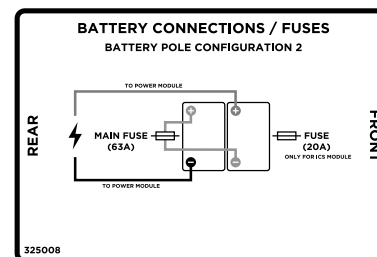 BATTERY CONNECTIONS / FUSES
BATTERY POLE CONFIGURATION 2
TO POWER MODULE
REAR
MAIN FUSE
(63A)
FUSE
(20A)
ONLY FOR ICS MODULE
FRONT
TO POWER MODULE
325008